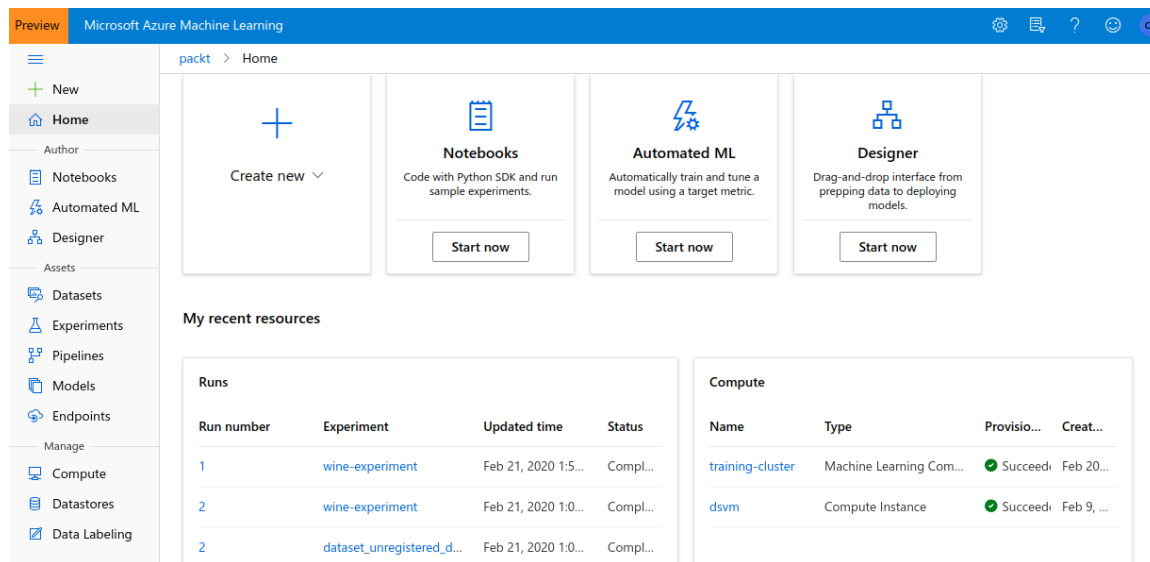 Preview Microsoft Azure Machine Learning
packt > Home
New
Home
Author
Notebooks
Automated ML
Designer
Assets
Datasets
Experiments
Pipelines
Models
Endpoints
Manage
Compute
Datastores
Data Labeling
Create new
Notebooks
Code with Python SDK and run
sample experiments.
Start now
Automated ML
Automatically train and tune a
model using a target metric.
Start now
Designer
Drag-and-drop interface from
prepping data to deploying
models.
Start now
My recent resources
Runs
Run number Experiment Updated time Status
1 wine-experiment Feb 21, 2020 1:5... Compl...
2 wine-experiment Feb 21, 2020 1:0... Compl...
2 dataset_unregistered_d... Feb 21, 2020 1:0... Compl...
Compute
Name Type Provisio... Creat...
training-cluster Machine Learning Com... Succeede Feb 20...
dsvm Compute Instance Succeede Feb 9, ...